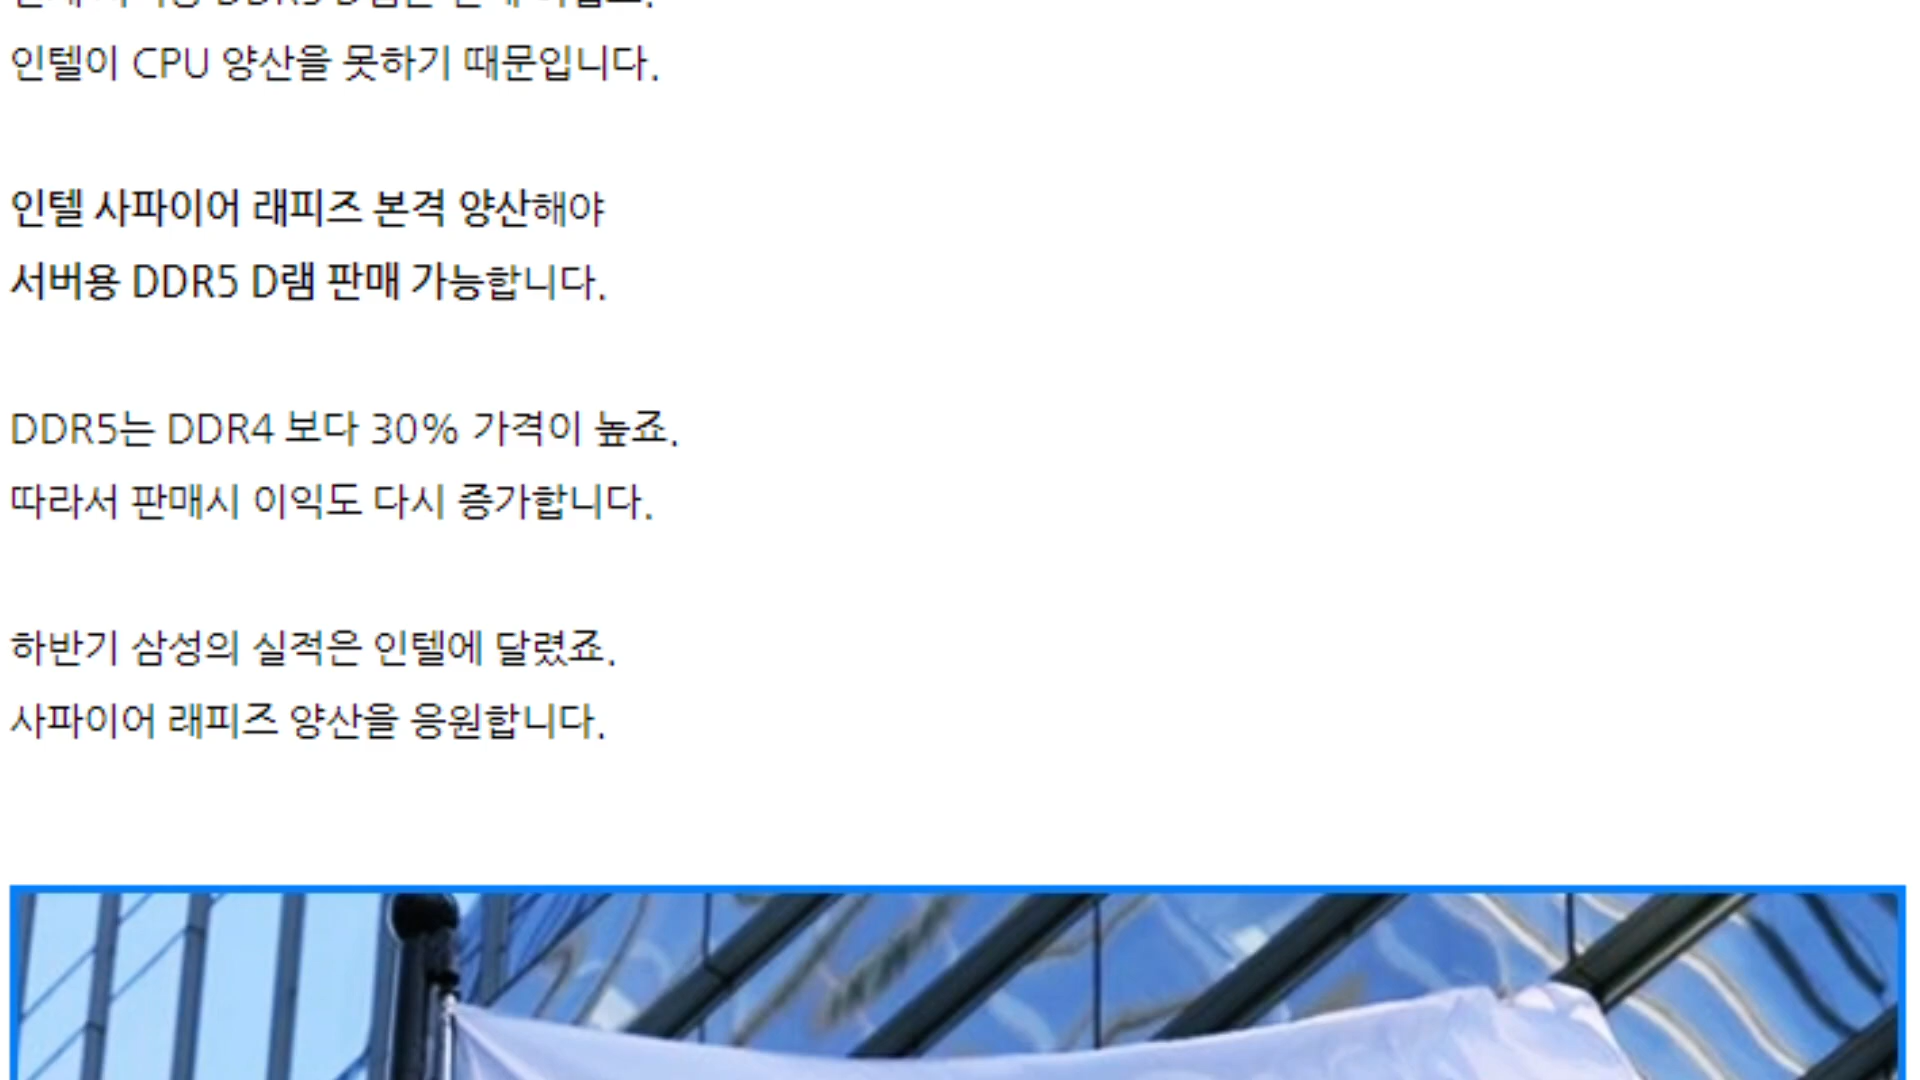 인텔이 CPU 양산을 못하기 때문입니다.
인텔 사파이어 래피즈 본격 양산해야
서버용 DDR5 D램 판매 가능합니다.
DDR5는 DDR4 보다 30% 가격이 높죠.
따라서 판매시 이익도 다시 증가합니다.
하반기 삼성의 실적은 인텔에 달렸죠.
사파이어 래피즈 양산을 응원합니다.